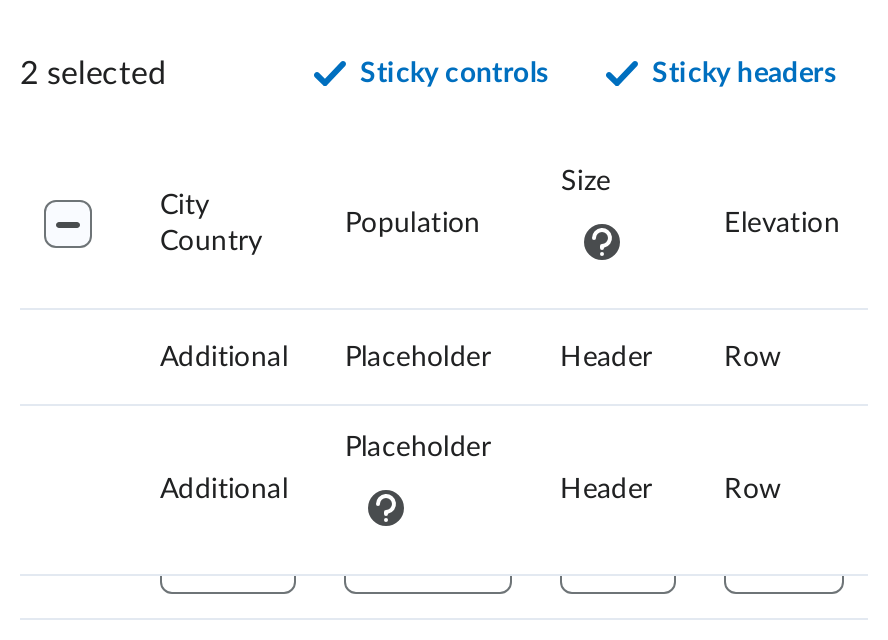 2 selected Sticky controls Sticky headers
City
Country
Population
Size
Elevation
Additional Placeholder Header Row
Additional
Placeholder
Header Row